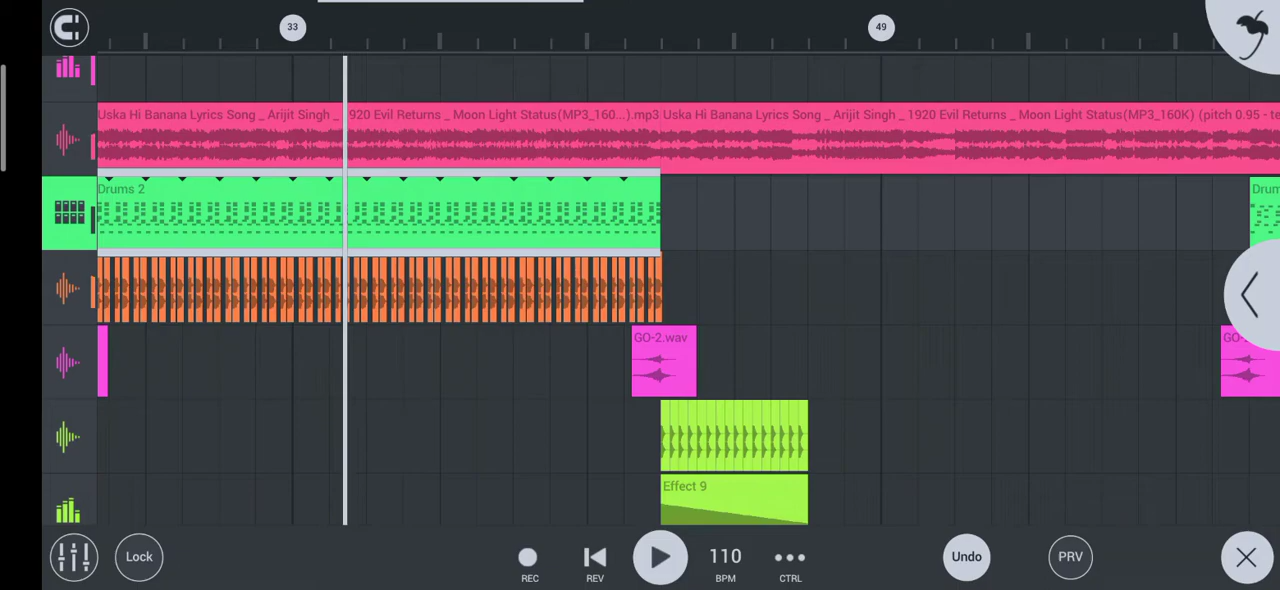 33
49
Uska Hi Banana Lyrics Song _ Arijit Singh _ 1920 Evil Returns _ Moon Light Status(MP3_160...).mp3
Uska Hi Banana Lyrics Song _ Arijit Singh _ 1920 Evil Returns _ Moon Light Status(MP3_160K) (pitch 0.95 - te
Drums 2
Drum
GO-2.wav
GO-2
Effect 9
Lock
REC
REV
110
BPM
CTRL
Undo
PRV